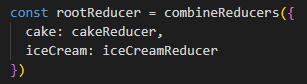 const rootReducer = combineReducers({
  cake: cakeReducer,
  iceCream: iceCreamReducer
})